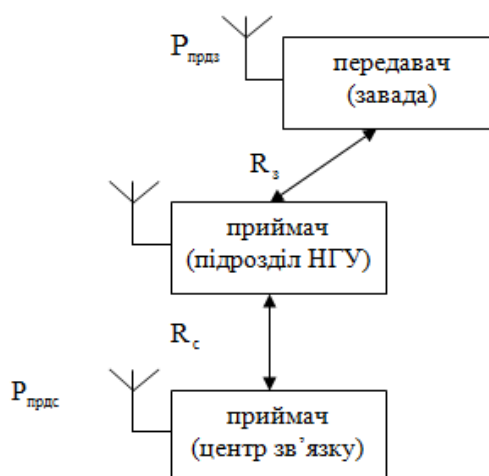 Pпрдз
передавач
(завада)
Rз
приймач
(підрозділ НГУ)
Rс
Pпрдс
приймач
(центр зв’язку)